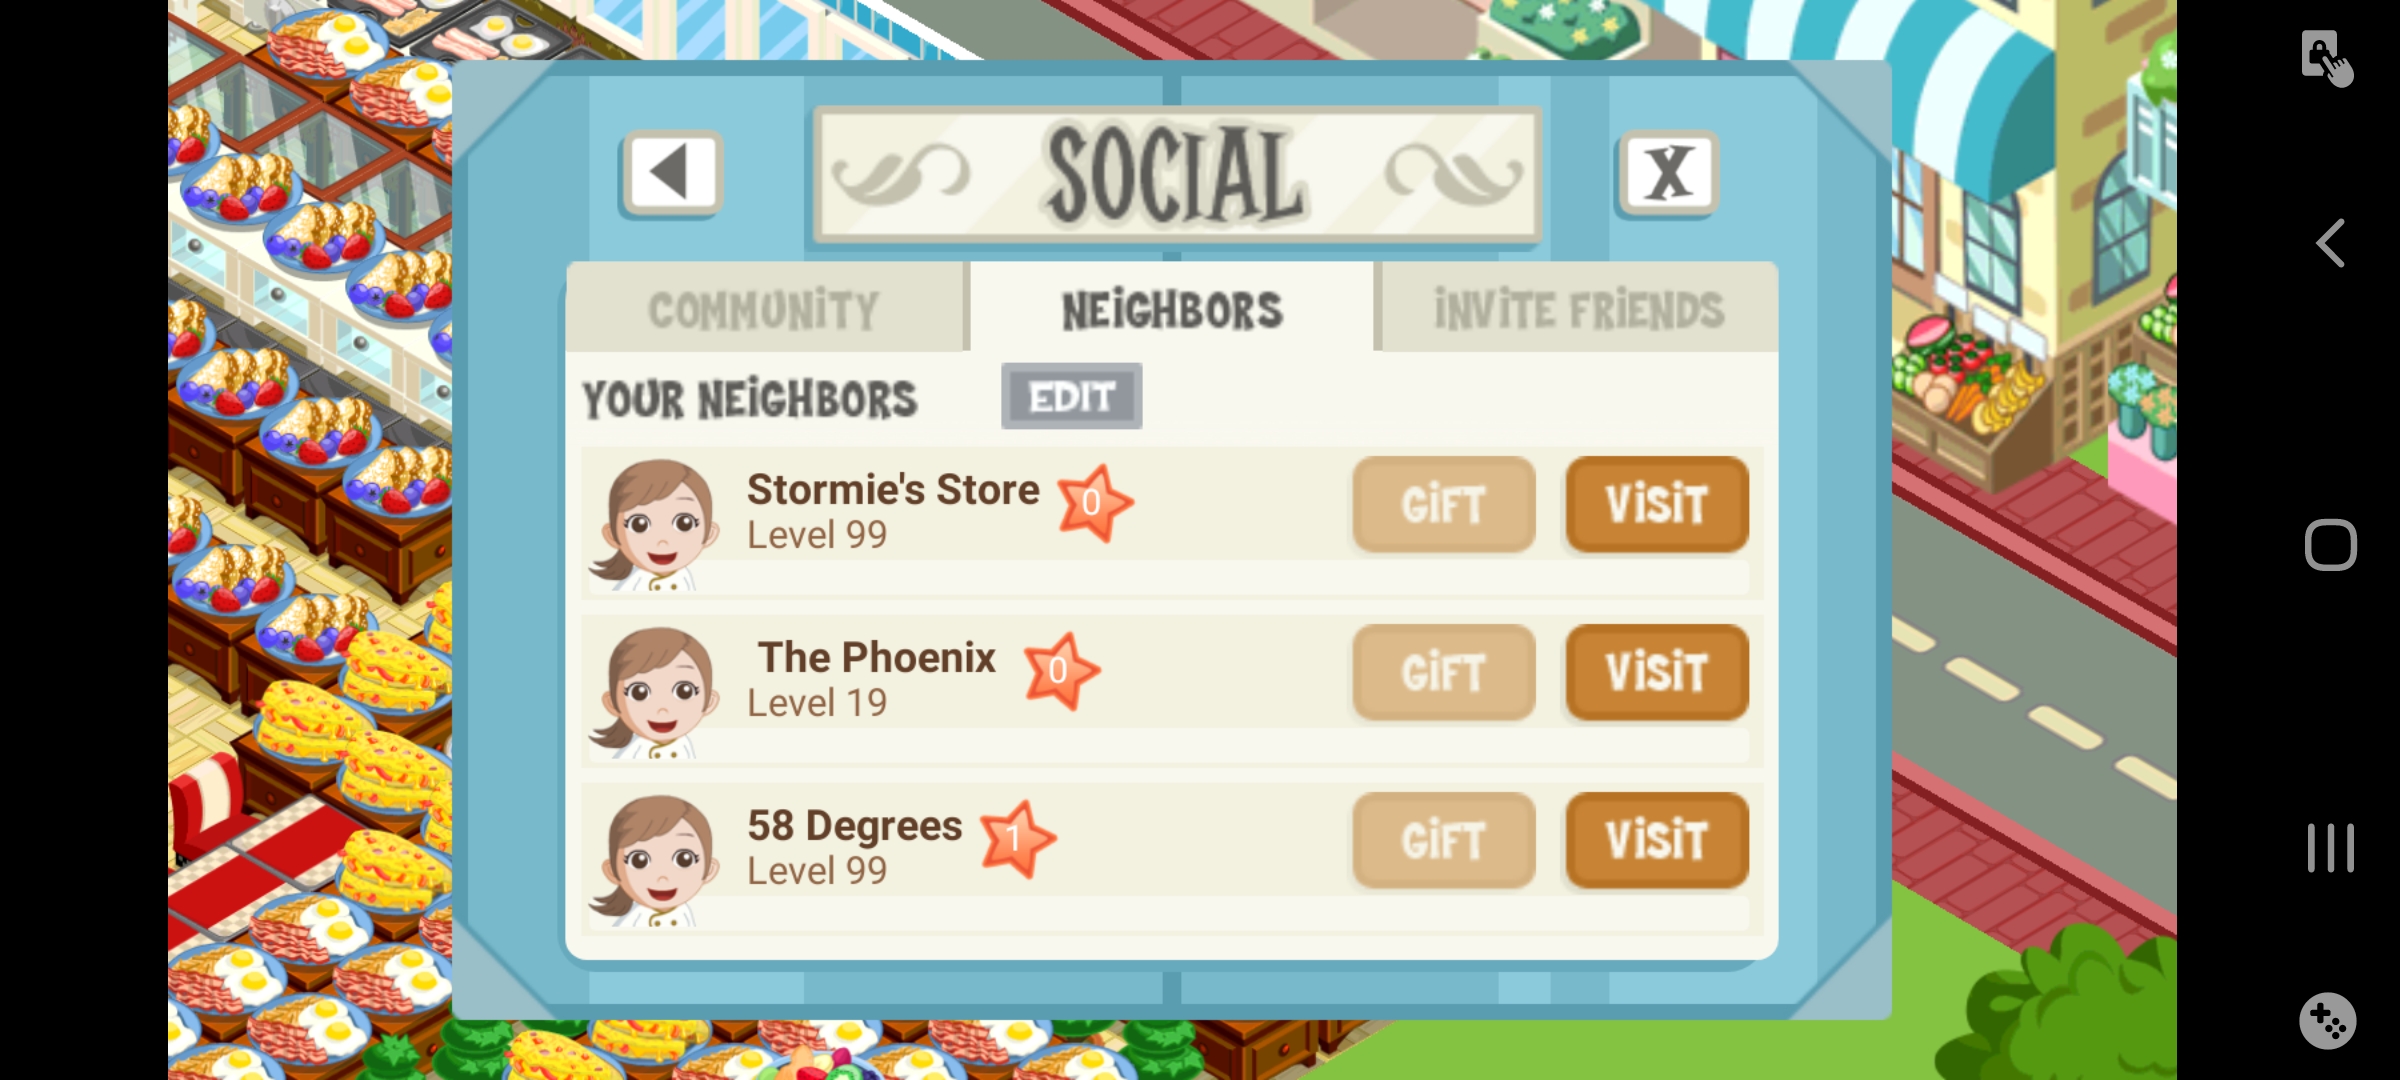 SOCIAL
X
COMMUNITY
NEIGHBORS
INVITE FRIENDS
YOUR NEIGHBORS
EDIT
Stormie's Store
0
Level 99
GIFT
VISIT
The Phoenix
0
Level 19
GIFT
VISIT
58 Degrees
1
Level 99
GIFT
VISIT